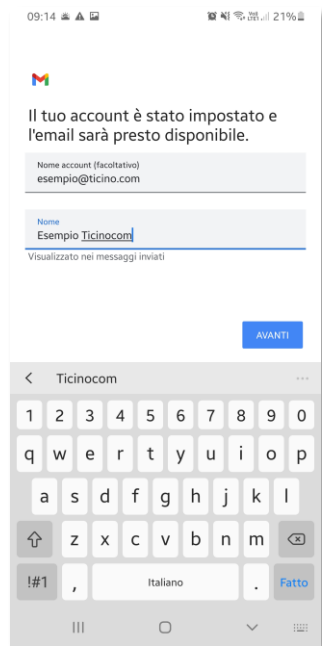 09:14 21%
Il tuo account è stato impostato e
l'email sarà presto disponibile.
Nome account (facoltativo)
esempio@ticino.com
Nome
Esempio Ticinocom
Visualizzato nei messaggi inviati
AVANTI
Ticinocom
1 2 3 4 5 6 7 8 9 0
q w e r t y u i o p
a s d f g h j k l
z x c v b n m
!#1 , Italiano . Fatto